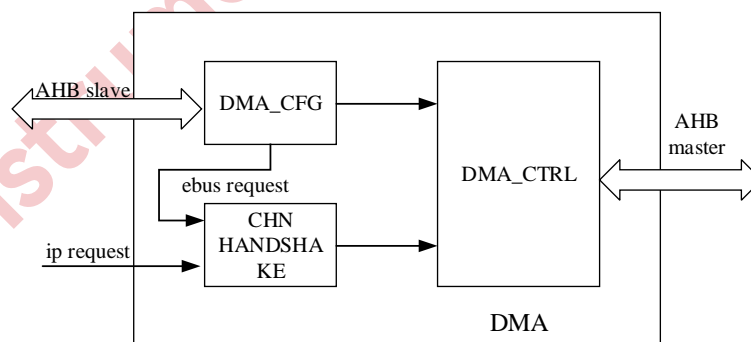 AHB slave
DMA_CFG
AHB
master
ebus request
DMA_CTRL
CHN
HANDSHA
KE
ip request
DMA